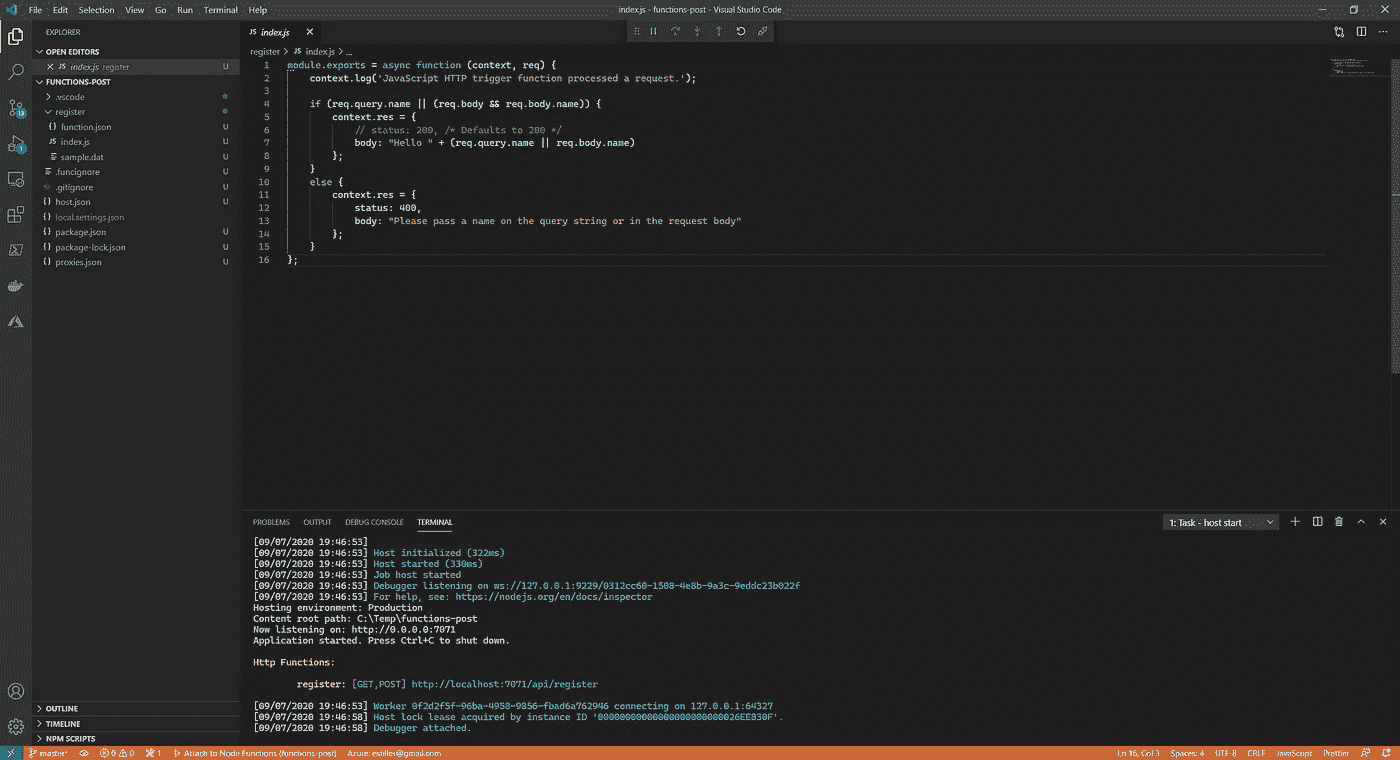 File Edit Selection View Go Run Terminal Help
index.js - functions-post - Visual Studio Code
EXPLORER
OPEN EDITORS
JS index.js register U
FUNCTIONS-POST
.vscode
register
{} function.json U
JS index.js U
sample.dat U
.funcignore U
.gitignore U
{} host.json U
{} local.settings.json
{} package.json U
{} package-lock.json U
{} proxies.json U
OUTLINE
TIMELINE
NPM SCRIPTS
13
1
JS index.js
register > JS index.js > ...
1 module.exports = async function (context, req) {
2 context.log('JavaScript HTTP trigger function processed a request.');
3
4 if (req.query.name || (req.body && req.body.name)) {
5 context.res = {
6 // status: 200, /* Defaults to 200 */
7 body: "Hello " + (req.query.name || req.body.name)
8 };
9 }
10 else {
11 context.res = {
12 status: 400,
13 body: "Please pass a name on the query string or in the request body"
14 };
15 }
16 };
PROBLEMS OUTPUT DEBUG CONSOLE TERMINAL
1: Task - host start
[09/07/2020 19:46:53]
[09/07/2020 19:46:53] Host initialized (322ms)
[09/07/2020 19:46:53] Host started (330ms)
[09/07/2020 19:46:53] Job host started
[09/07/2020 19:46:53] Debugger listening on ws://127.0.0.1:9229/0312cc60-1508-4e8b-9a3c-9eddc23b022f
[09/07/2020 19:46:53] For help, see: https://nodejs.org/en/docs/inspector
Hosting environment: Production
Content root path: C:\Temp\functions-post
Now listening on: http://0.0.0.0:7071
Application started. Press Ctrl+C to shut down.
Http Functions:
register: [GET,POST] http://localhost:7071/api/register
[09/07/2020 19:46:53] Worker 0f2d2f5f-96ba-4958-9856-fbad6a762946 connecting on 127.0.0.1:64327
[09/07/2020 19:46:58] Host lock lease acquired by instance ID
[09/07/2020 19:46:58] Debugger attached.
master* 0 0 1 Attach to Node Functions (functions-post) Azure: estiller@gmail.com Ln 16, Col 3 Spaces: 4 UTF-8 CRLF JavaScript Prettier